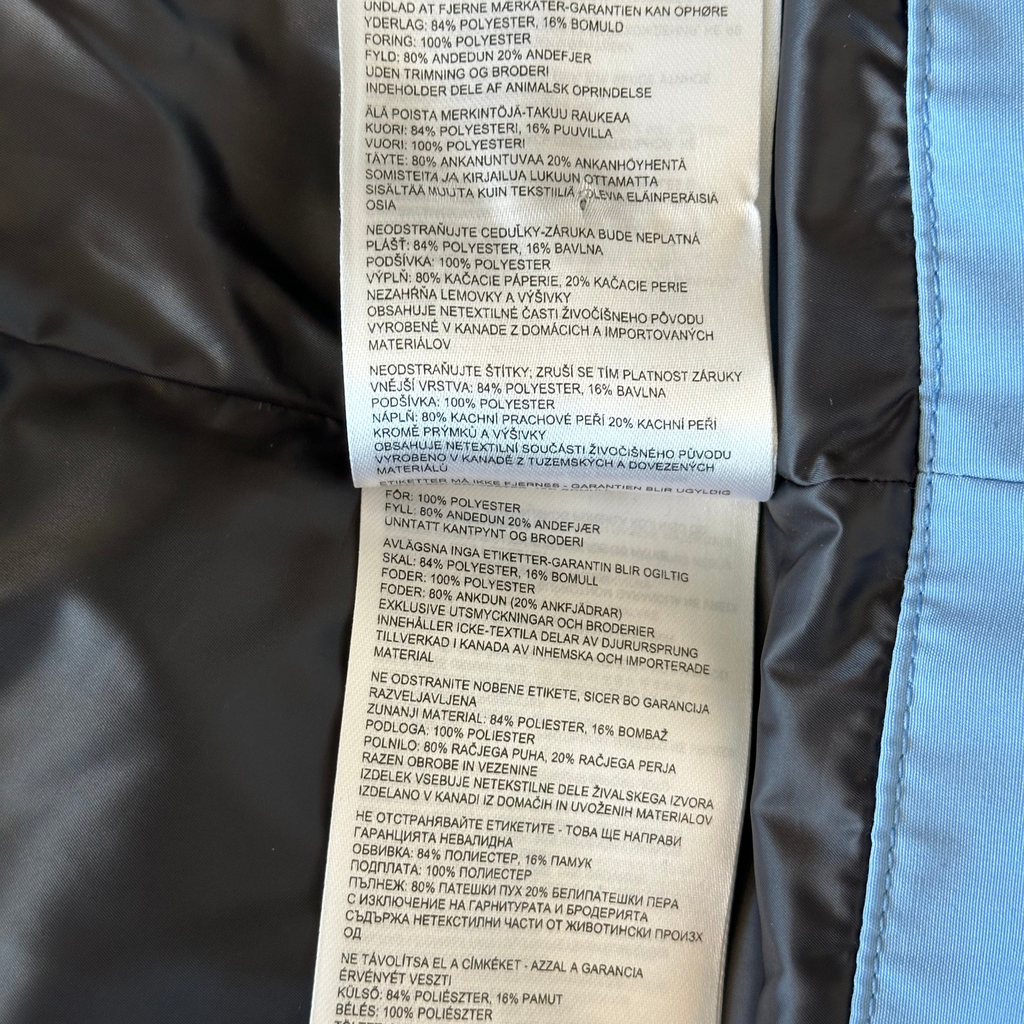 UNDLAD AT FJERNE MÆRKATER-GARANTIEN KAN OPHØRE
YDERLAG: 84% POLYESTER, 16% BOMULD
FORING: 100% POLYESTER
FYLD: 80% ANDEDUN 20% ANDEFJER
UDEN TRIMNING OG BRODERI
INDEHOLDER DELE AF ANIMALSK OPRINDELSE
ÄLÄ POISTA MERKINTÖJÄ-TAKUU RAUKEAA
KUORI: 84% POLYESTERI, 16% PUUVILLA
VUORI: 100% POLYESTERI
TÄYTE: 80% ANKANUNTUVAA 20% ANKANHÖYHENTÄ
SOMISTEITA JA KIRJAILUA LUKUUN OTTAMATTA
SISÄLTÄÄ MUUTA KUIN TEKSTIILIÄ OLEVIA ELÄINPERÄISIÄ
OSIA
NEODSTRAŇUJTE CEDUĽKY-ZÁRUKA BUDE NEPLATNÁ
PLÁŠŤ: 84% POLYESTER, 16% BAVLNA
PODŠÍVKA: 100% POLYESTER
VÝPLŇ: 80% KAČACIE PÁPERIE, 20% KAČACIE PERIE
NEZAHŔŇA LEMOVKY A VÝŠIVKY
OBSAHUJE NETEXTILNÉ ČASTI ŽIVOČÍŠNEHO PÔVODU
VYROBENÉ V KANADE Z DOMÁCICH A IMPORTOVANÝCH
MATERIÁLOV
NEODSTRAŇUJTE ŠTÍTKY; ZRUŠÍ SE TÍM PLATNOST ZÁRUKY
VNĚJŠÍ VRSTVA: 84% POLYESTER, 16% BAVLNA
PODŠÍVKA: 100% POLYESTER
NÁPLŇ: 80% KACHNÍ PRACHOVÉ PEŘÍ 20% KACHNÍ PEŘÍ
KROMĚ PRÝMKŮ A VÝŠIVKY
OBSAHUJE NETEXTILNÍ SOUČÁSTI ŽIVOČIŠNÉHO PŮVODU
VYROBENO V KANADĚ Z TUZEMSKÝCH A DOVEZENÝCH
MATERIÁLŮ
ETIKETTER MÅ IKKE FJERNES - GARANTIEN BLIR UGYLDIG
FÔR: 100% POLYESTER
FYLL: 80% ANDEDUN 20% ANDEFJÆR
UNNTATT KANTPYNT OG BRODERI
AVLÄGSNA INGA ETIKETTER-GARANTIN BLIR OGILTIG
SKAL: 84% POLYESTER, 16% BOMULL
FODER: 100% POLYESTER
FODER: 80% ANKDUN (20% ANKFJÄDRAR)
EXKLUSIVE UTSMYCKNINGAR OCH BRODERIER
INNEHÅLLER ICKE-TEXTILA DELAR AV DJURURSPRUNG
TILLVERKAD I KANADA AV INHEMSKA OCH IMPORTERADE
MATERIAL
NE ODSTRANITE NOBENE ETIKETE, SICER BO GARANCIJA
RAZVELJAVLJENA
ZUNANJI MATERIAL: 84% POLIESTER, 16% BOMBAŽ
PODLOGA: 100% POLIESTER
POLNILO: 80% RAČJEGA PUHA, 20% RAČJEGA PERJA
RAZEN OBROBE IN VEZENINE
IZDELEK VSEBUJE NETEKSTILNE DELE ŽIVALSKEGA IZVORA
IZDELANO V KANADI IZ DOMAČIH IN UVOŽENIH MATERIALOV
НЕ ОТСТРАНЯВАЙТЕ ЕТИКЕТИТЕ - ТОВА ЩЕ НАПРАВИ
ГАРАНЦИЯТА НЕВАЛИДНА
ОБВИВКА: 84% ПОЛИЕСТЕР, 16% ПАМУК
ПОДПЛАТА: 100% ПОЛИЕСТЕР
ПЪЛНЕЖ: 80% ПАТЕШКИ ПУХ 20% БЕЛИПАТЕШКИ ПЕРА
С ИЗКЛЮЧЕНИЕ НА ГАРНИТУРАТА И БРОДЕРИЯТА
СЪДЪРЖА НЕТЕКСТИЛНИ ЧАСТИ ОТ ЖИВОТИНСКИ ПРОИЗХ
ОД
NE TÁVOLÍTSA EL A CÍMKÉKET - AZZAL A GARANCIA
ÉRVÉNYÉT VESZTI
KÜLSŐ: 84% POLIÉSZTER, 16% PAMUT
BÉLÉS: 100% POLIÉSZTER